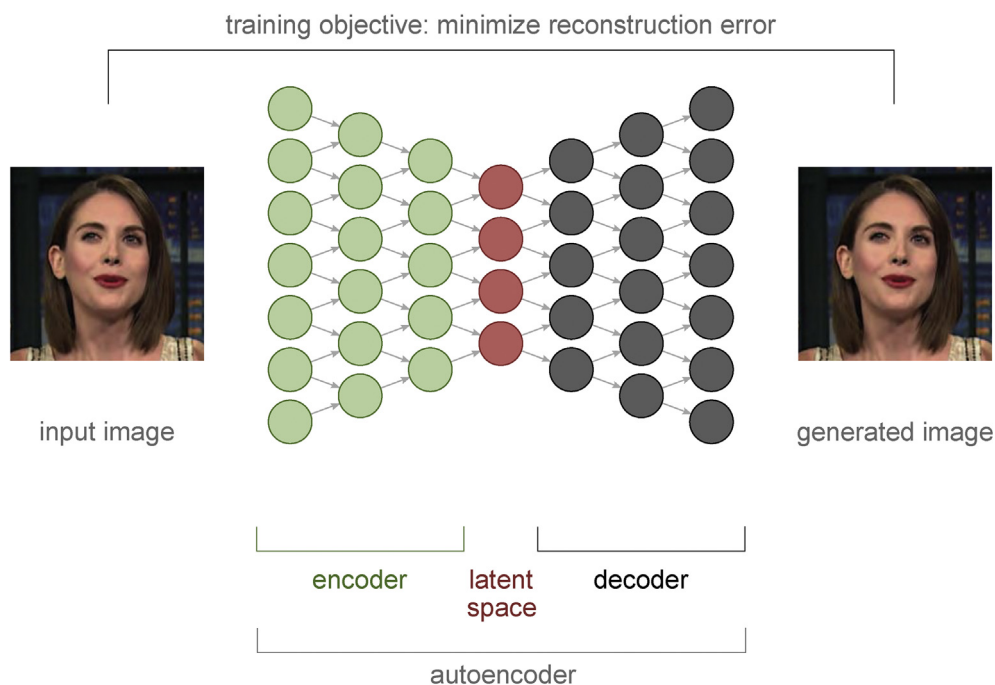 training objective: minimize reconstruction error
input image
generated image
encoder
latent
space
decoder
autoencoder